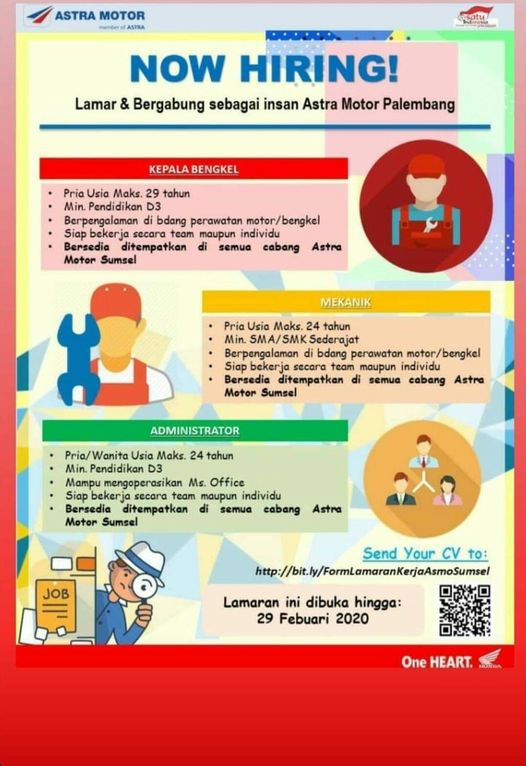 ASTRA MOTOR
member of ASTRA
satu
Indonesia
NOW HIRING!
Lamar & Bergabung sebagai insan Astra Motor Palembang
KEPALA BENGKEL
• Pria Usia Maks. 29 tahun
• Min. Pendidikan D3
• Berpengalaman di bdang perawatan motor/bengkel
• Siap bekerja secara team maupun individu
• Bersedia ditempatkan di semua cabang Astra
Motor Sumsel
MEKANIK
• Pria Usia Maks. 24 tahun
• Min. SMA/SMK Sederajat
• Berpengalaman di bdang perawatan motor/bengkel
• Siap bekerja secara team maupun individu
• Bersedia ditempatkan di semua cabang Astra
Motor Sumsel
ADMINISTRATOR
• Pria/Wanita Usia Maks. 24 tahun
• Min. Pendidikan D3
• Mampu mengoperasikan Ms. Office
• Siap bekerja secara team maupun individu
• Bersedia ditempatkan di semua cabang Astra
Motor Sumsel
JOB
Send Your CV to:
http://bit.ly/FormLamaranKerjaAsmoSumsel
Lamaran ini dibuka hingga:
29 Febuari 2020
One HEART.
HONDA